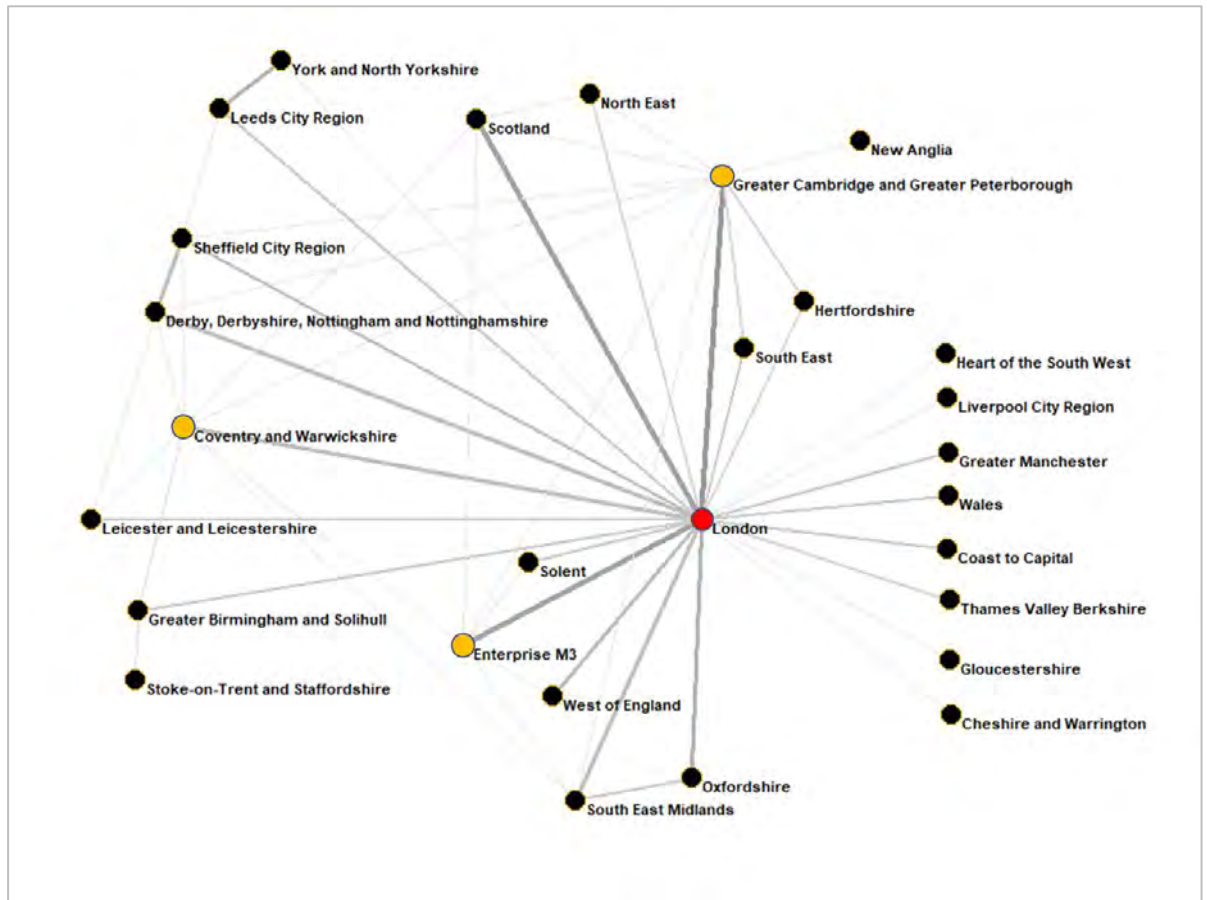 York and North Yorkshire
Leeds City Region
North East
Scotland
New Anglia
Greater Cambridge and Greater Peterborough
Sheffield City Region
Hertfordshire
Derby, Derbyshire, Nottingham and Nottinghamshire
South East
Heart of the South West
Liverpool City Region
Coventry and Warwickshire
Greater Manchester
Wales
Leicester and Leicestershire
London
Coast to Capital
Solent
Thames Valley Berkshire
Greater Birmingham and Solihull
Enterprise M3
Gloucestershire
Stoke-on-Trent and Staffordshire
West of England
Cheshire and Warrington
Oxfordshire
South East Midlands